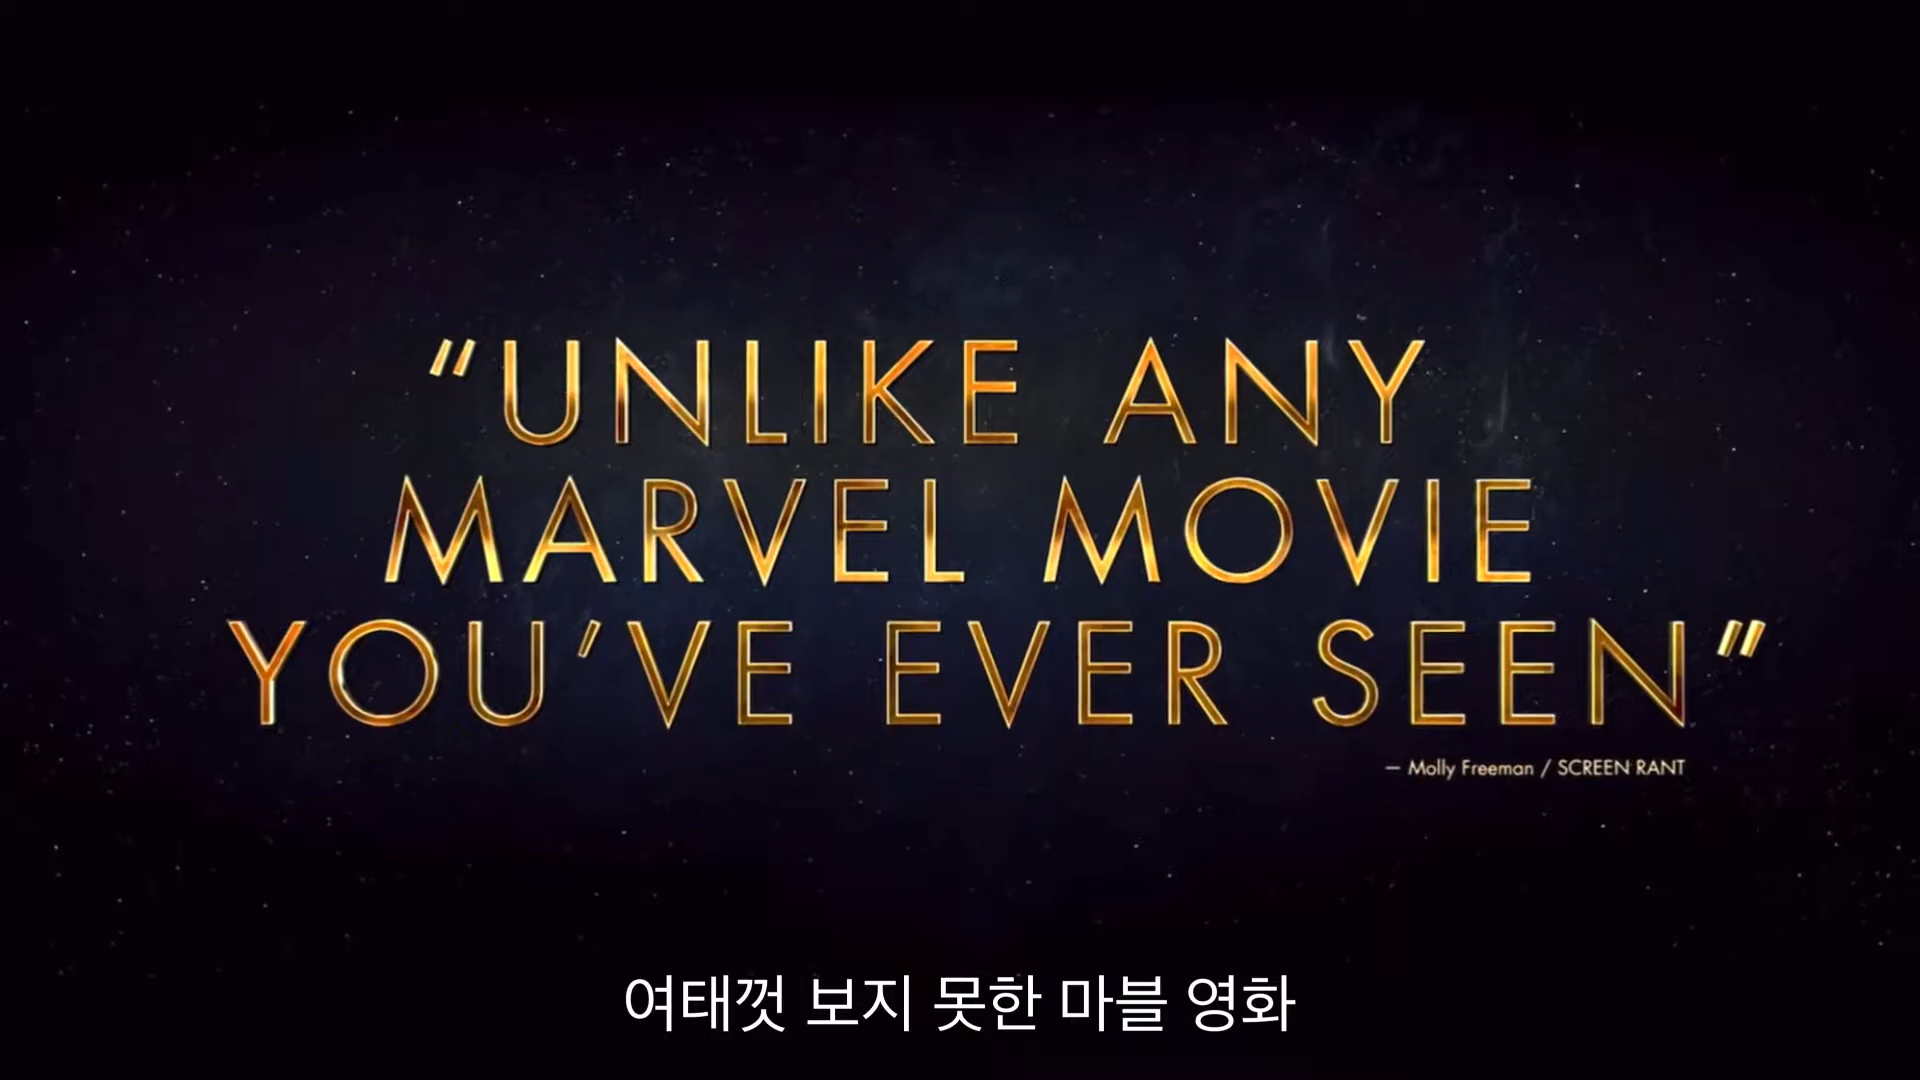 “UNLIKE ANY
MARVEL MOVIE
YOU’VE EVER SEEN”
– Molly Freeman / SCREEN RANT
여태껏 보지 못한 마블 영화